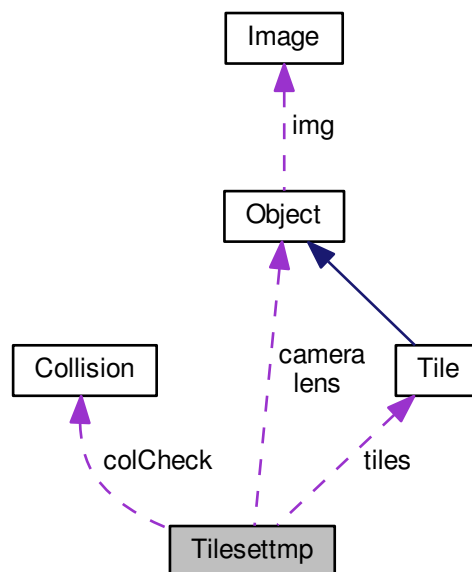 Image
img
Object
camera
lens
Collision
Tile
colCheck
tiles
Tilesettmp